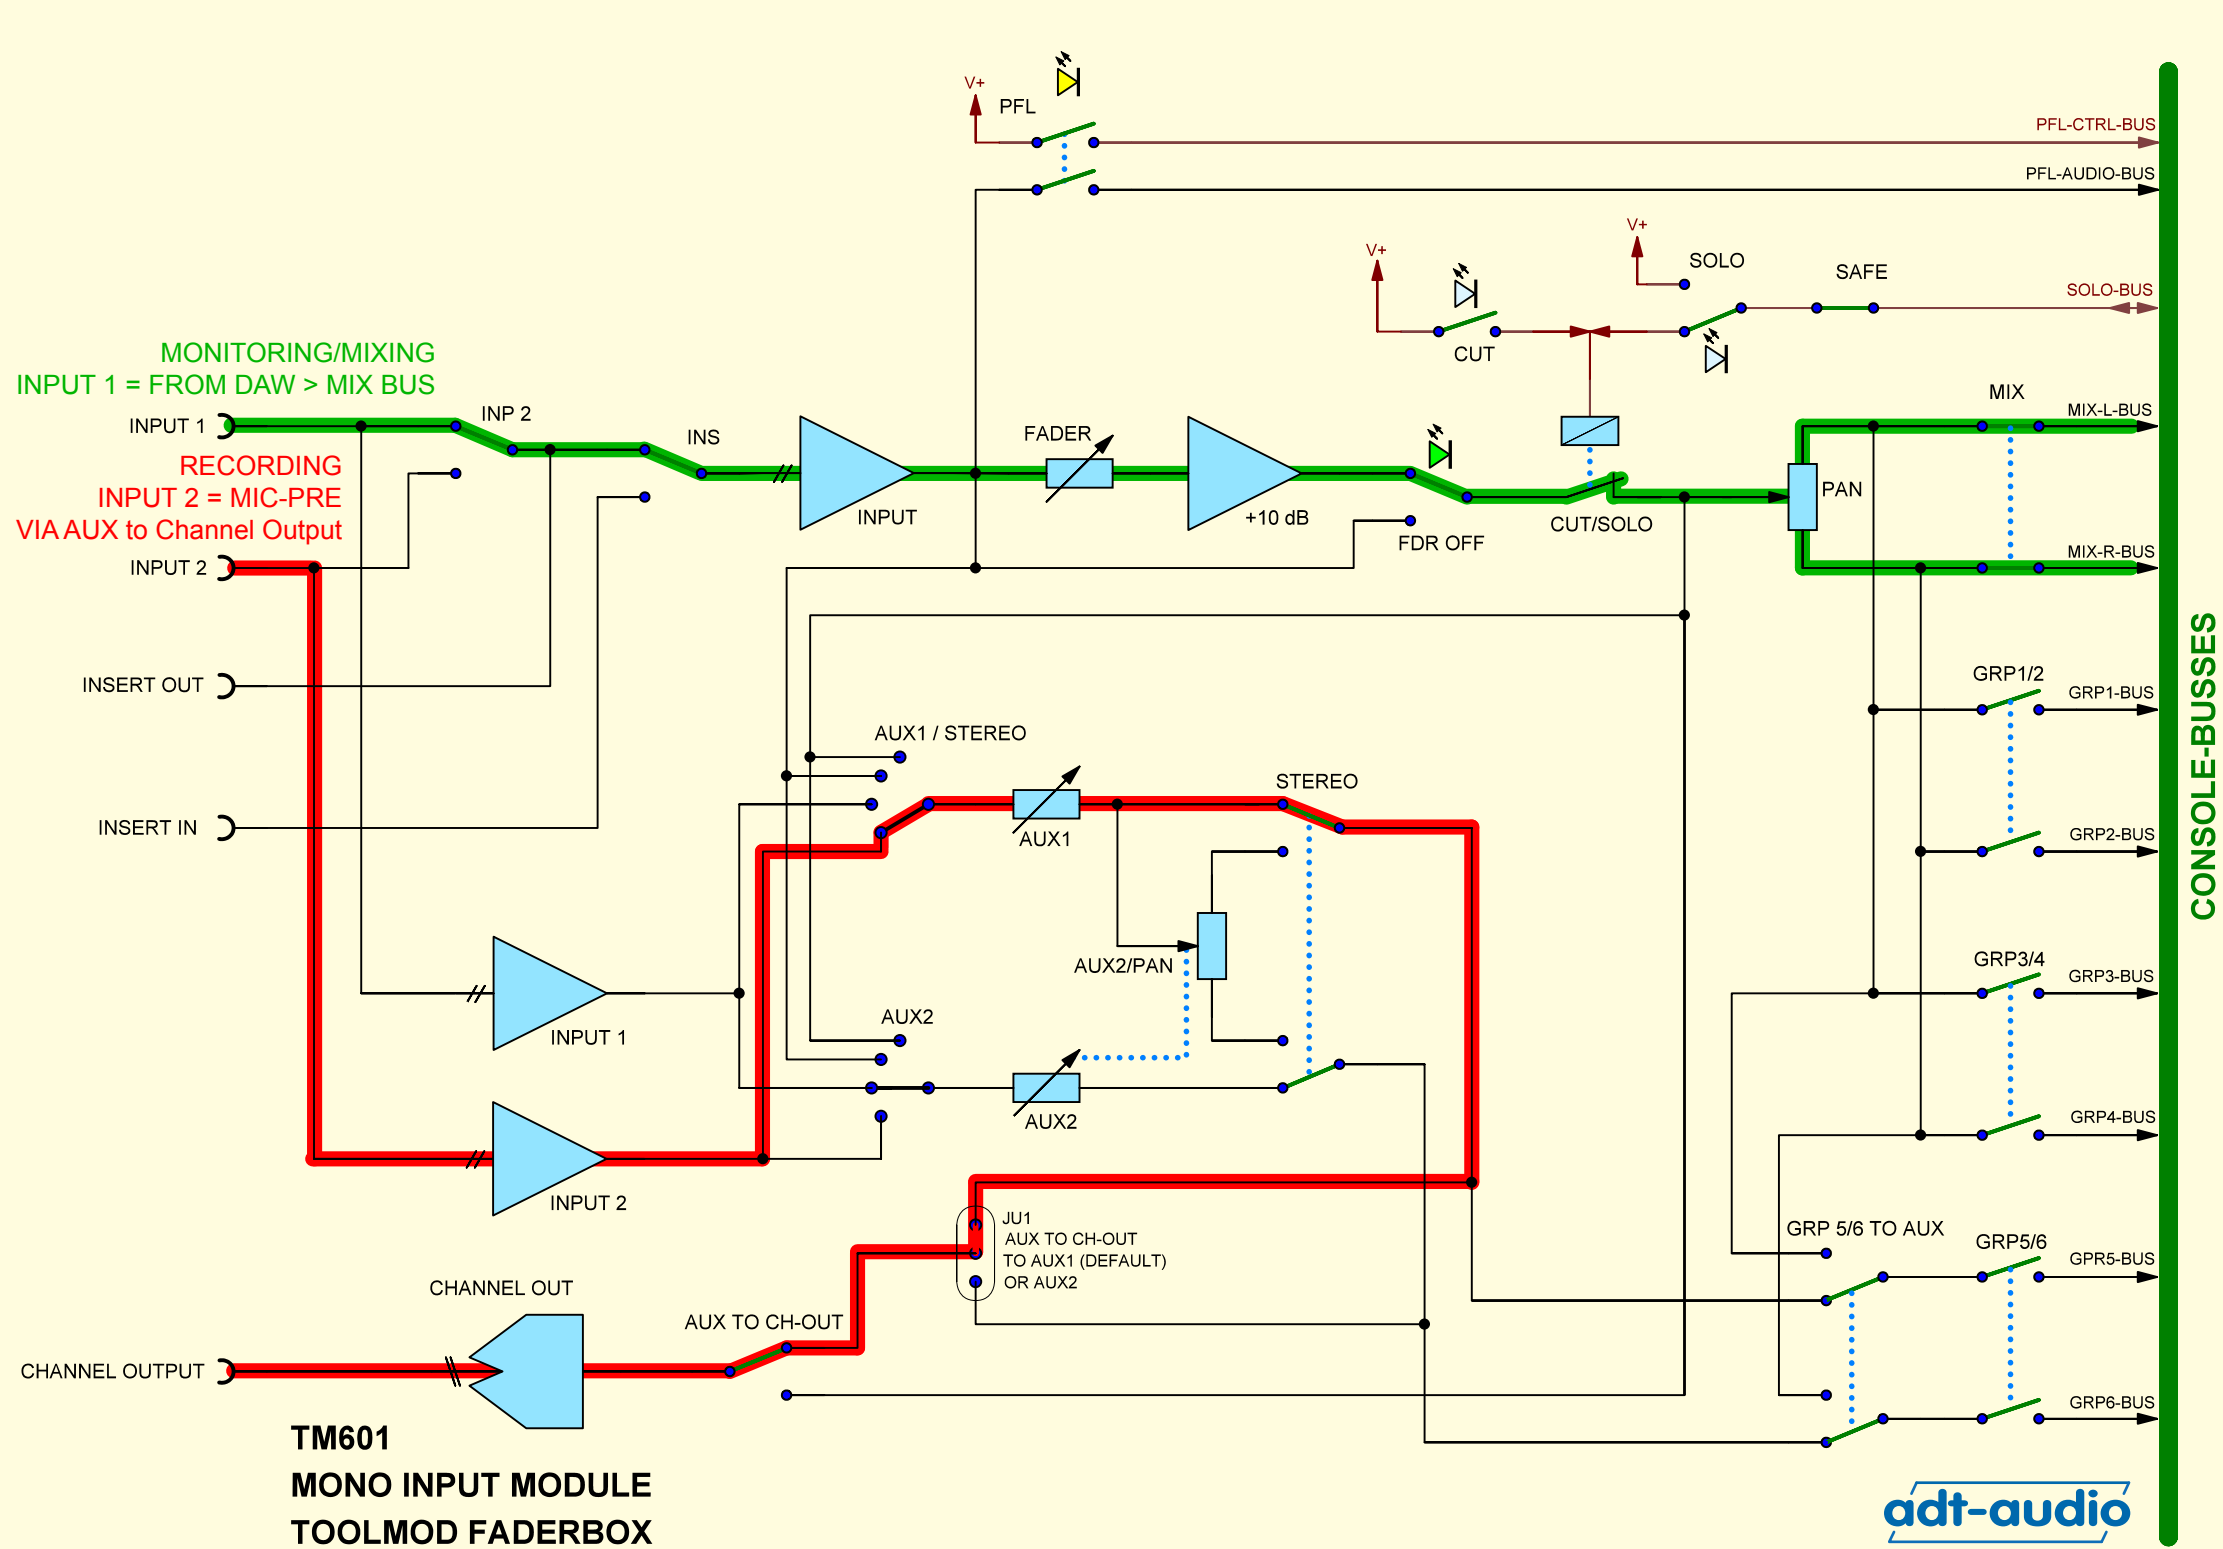 V+
PFL
PFL-CTRL-BUS
PFL-AUDIO-BUS
V+
V+
SOLO
SAFE
SOLO-BUS
CUT
MONITORING/MIXING
INPUT 1 = FROM DAW > MIX BUS
INPUT 1
INP 2
INS
FADER
MIX
MIX-L-BUS
RECORDING
INPUT 2 = MIC-PRE
VIA AUX to Channel Output
INPUT 2
INPUT
+10 dB
FDR OFF
CUT/SOLO
PAN
MIX-R-BUS
INSERT OUT
INSERT IN
GRP1/2
GRP1-BUS
GRP2-BUS
CONSOLE-BUSSES
AUX1 / STEREO
STEREO
AUX1
AUX2/PAN
GRP3/4
GRP3-BUS
GRP4-BUS
INPUT 1
AUX2
AUX2
INPUT 2
JU1
AUX TO CH-OUT
TO AUX1 (DEFAULT)
OR AUX2
GRP 5/6 TO AUX
GRP5/6
GPR5-BUS
GRP6-BUS
CHANNEL OUT
AUX TO CH-OUT
CHANNEL OUTPUT
TM601
MONO INPUT MODULE
TOOLMOD FADERBOX
adt-audio